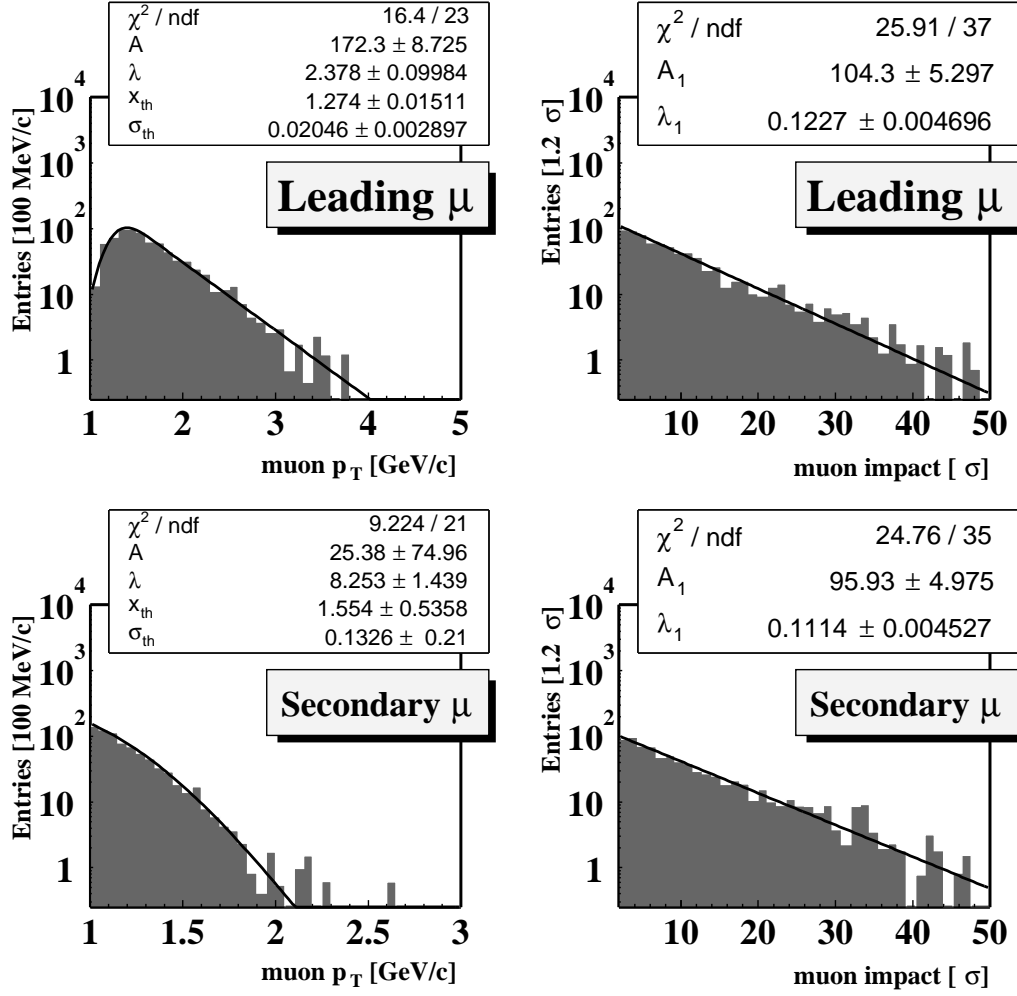 χ² / ndf 16.4 / 23
A 172.3 ± 8.725
λ 2.378 ± 0.09984
x_th 1.274 ± 0.01511
σ_th 0.02046 ± 0.002897
Leading μ
Entries [100 MeV/c]
10⁴
10³
10²
10
1
1 2 3 4 5
muon p_T [GeV/c]
χ² / ndf 25.91 / 37
A₁ 104.3 ± 5.297
λ₁ 0.1227 ± 0.004696
Leading μ
Entries [1.2 σ]
10⁴
10³
10²
10
1
10 20 30 40 50
muon impact [ σ]
χ² / ndf 9.224 / 21
A 25.38 ± 74.96
λ 8.253 ± 1.439
x_th 1.554 ± 0.5358
σ_th 0.1326 ± 0.21
Secondary μ
Entries [100 MeV/c]
10⁴
10³
10²
10
1
1 1.5 2 2.5 3
muon p_T [GeV/c]
χ² / ndf 24.76 / 35
A₁ 95.93 ± 4.975
λ₁ 0.1114 ± 0.004527
Secondary μ
Entries [1.2 σ]
10⁴
10³
10²
10
1
10 20 30 40 50
muon impact [ σ]